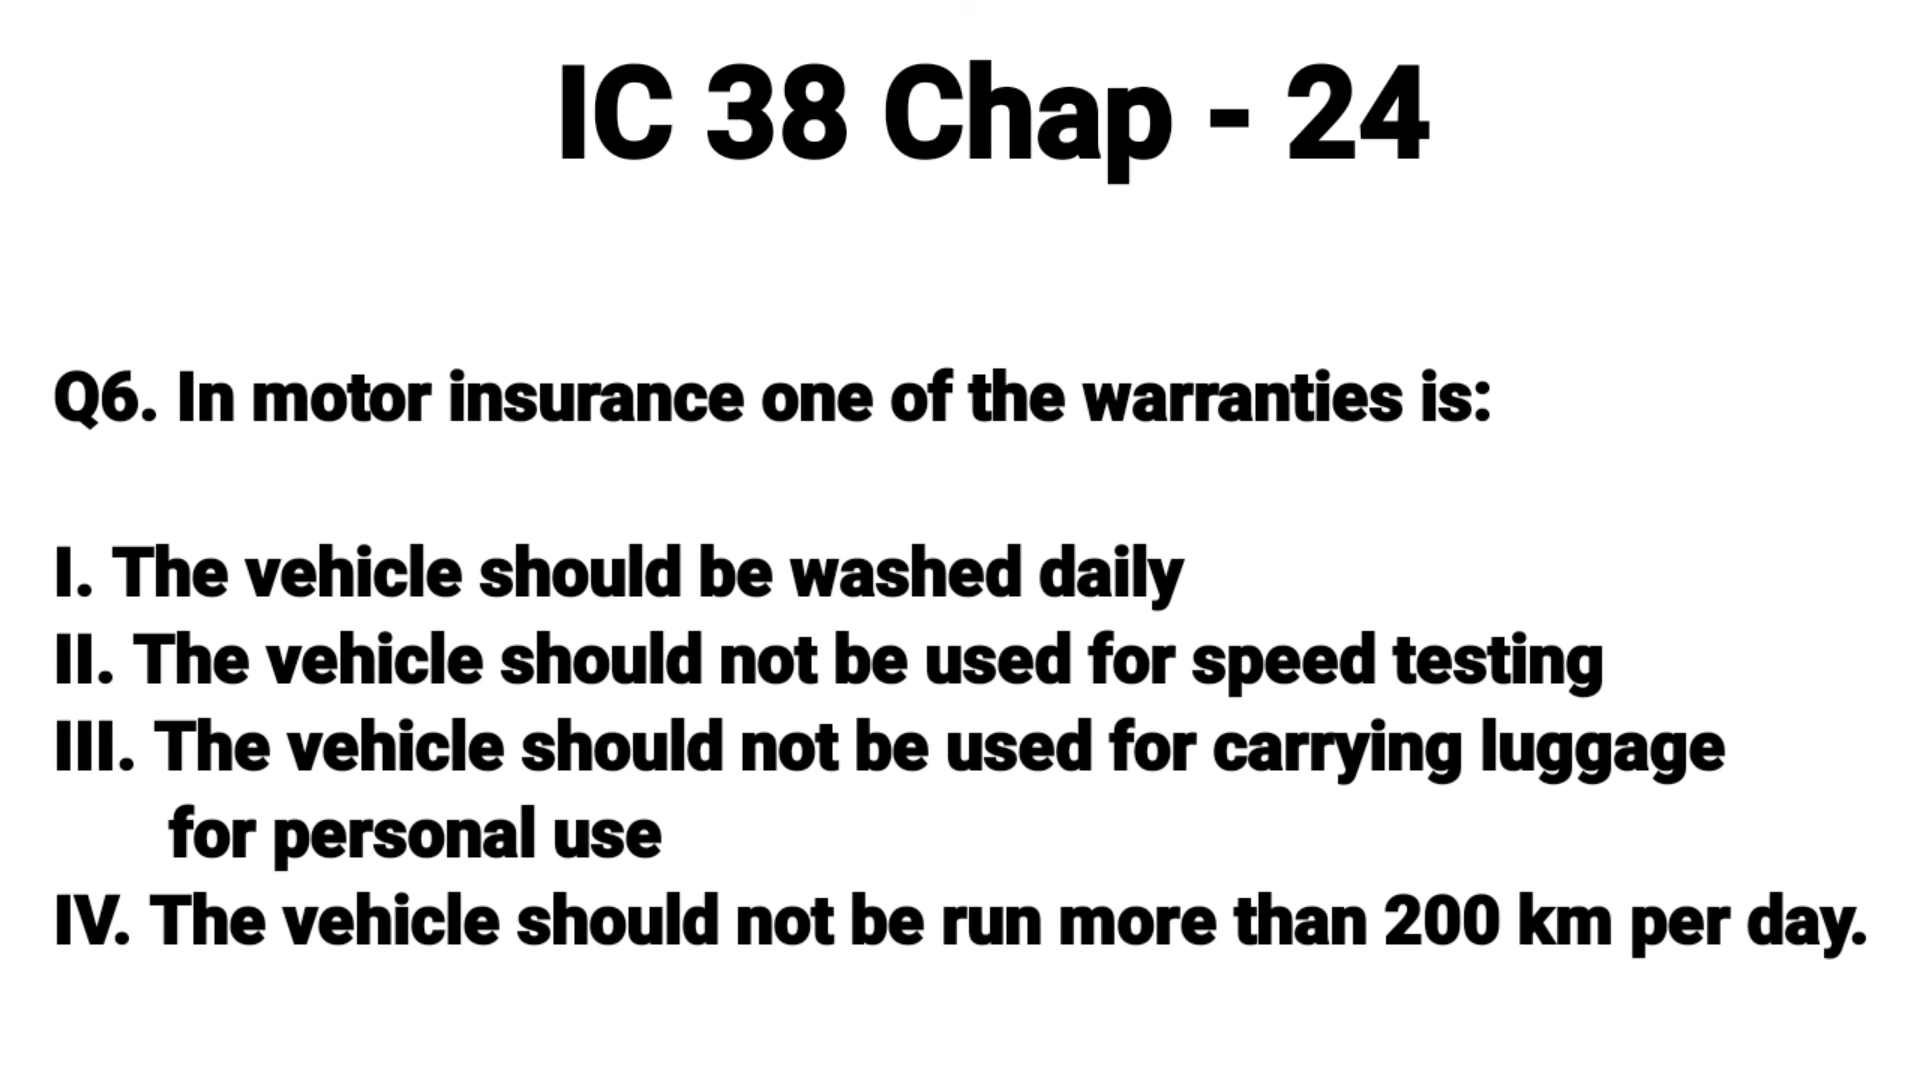 IC 38 Chap - 24
Q6. In motor insurance one of the warranties is:
I. The vehicle should be washed daily
II. The vehicle should not be used for speed testing
III. The vehicle should not be used for carrying luggage
for personal use
IV. The vehicle should not be run more than 200 km per day.